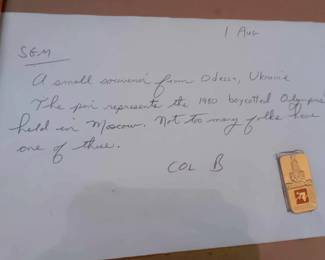 1 Aug
SGM
A small souvenir from Odessa, Ukraine
The pin represents the 1980 boycotted Olympics
held in Moscow. Not too many folks have
one of these.
COL B